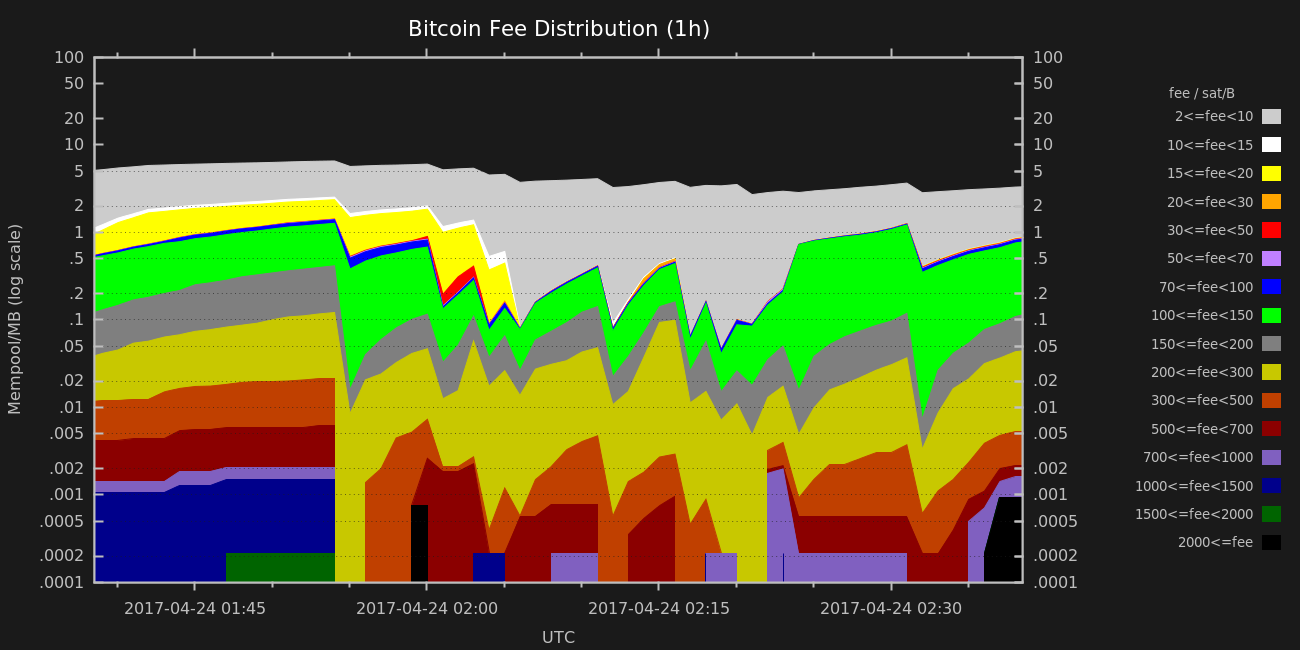 Bitcoin Fee Distribution (1h)
100 100
50 50
20 20
10 10
5 5
2 2
1 1
.5 .5
.2 .2
.1 .1
.05 .05
.02 .02
.01 .01
.005 .005
.002 .002
.001 .001
.0005 .0005
.0002 .0002
.0001 .0001
Mempool/MB (log scale)
2017-04-24 01:45 2017-04-24 02:00 2017-04-24 02:15 2017-04-24 02:30
UTC
fee / sat/B
2<=fee<10
10<=fee<15
15<=fee<20
20<=fee<30
30<=fee<50
50<=fee<70
70<=fee<100
100<=fee<150
150<=fee<200
200<=fee<300
300<=fee<500
500<=fee<700
700<=fee<1000
1000<=fee<1500
1500<=fee<2000
2000<=fee